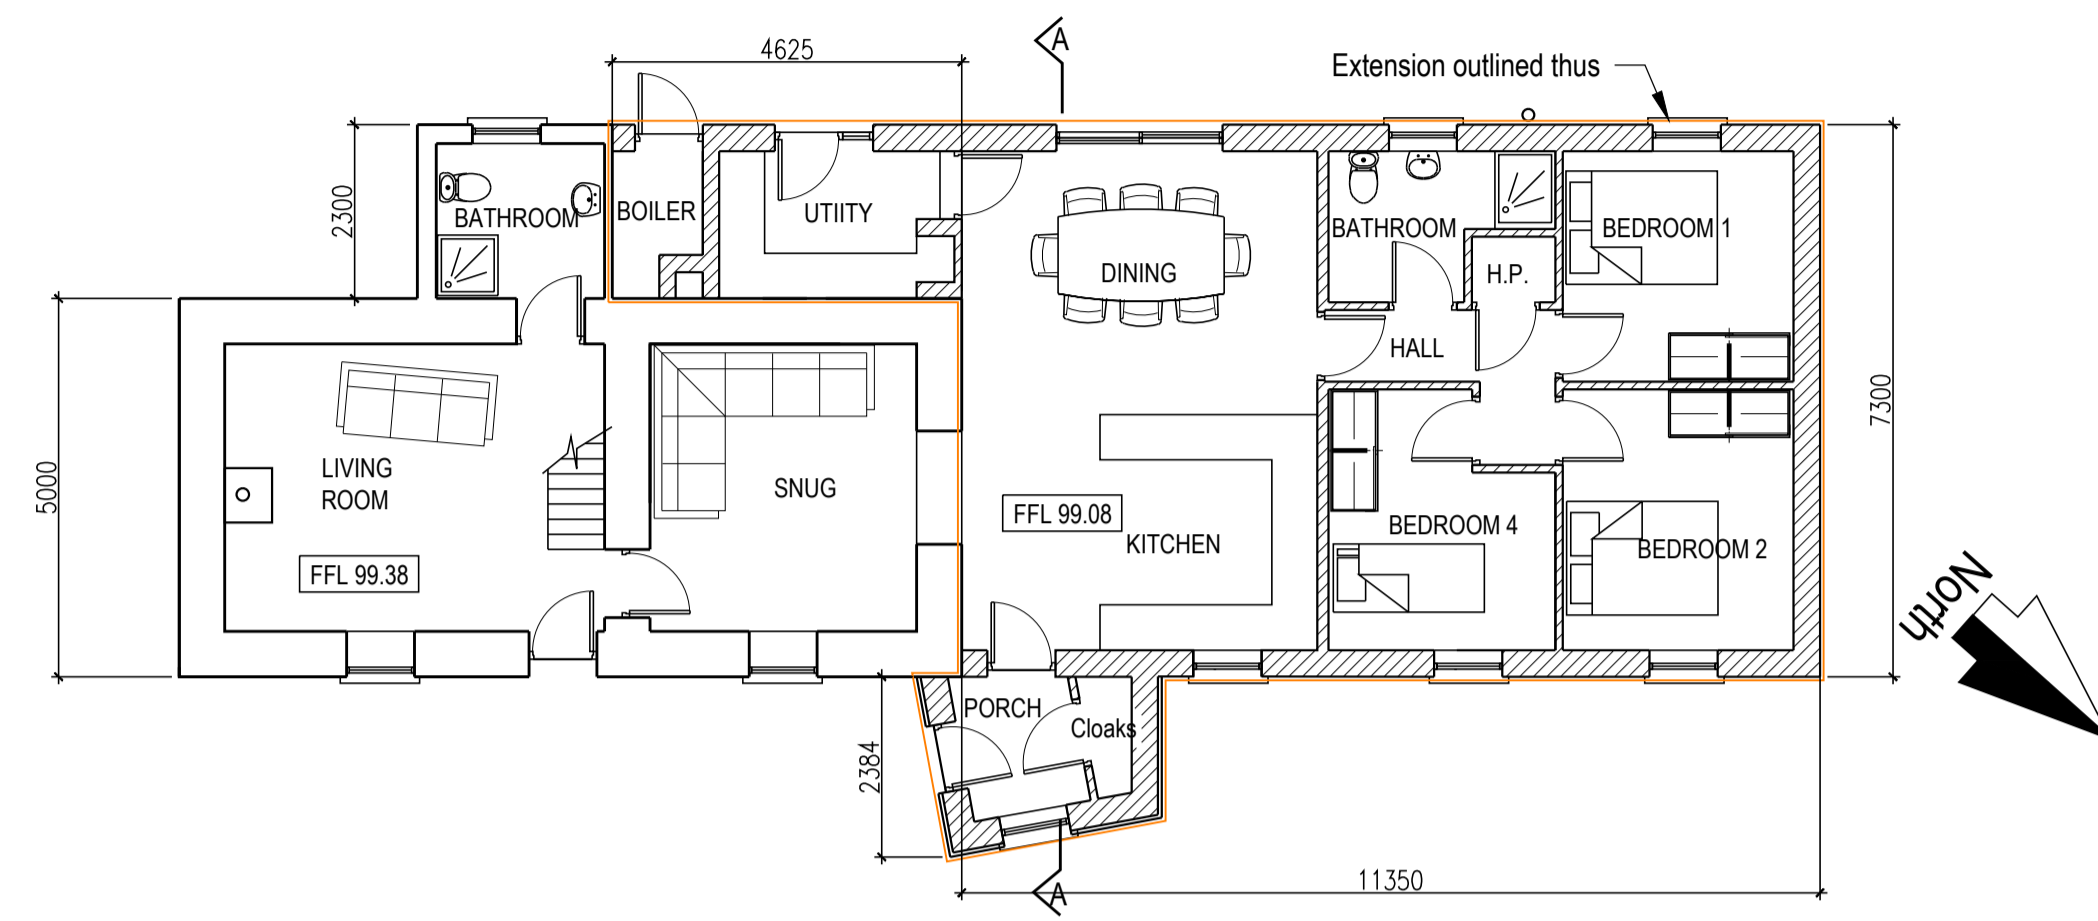 A
4625
Extension outlined thus
2300
BATHROOM
BOILER
UTIITY
DINING
BATHROOM
BEDROOM 1
H.P.
HALL
7300
5000
LIVING
ROOM
SNUG
FFL 99.08
KITCHEN
BEDROOM 4
BEDROOM 2
FFL 99.38
North
PORCH
Cloaks
2384
11350
A